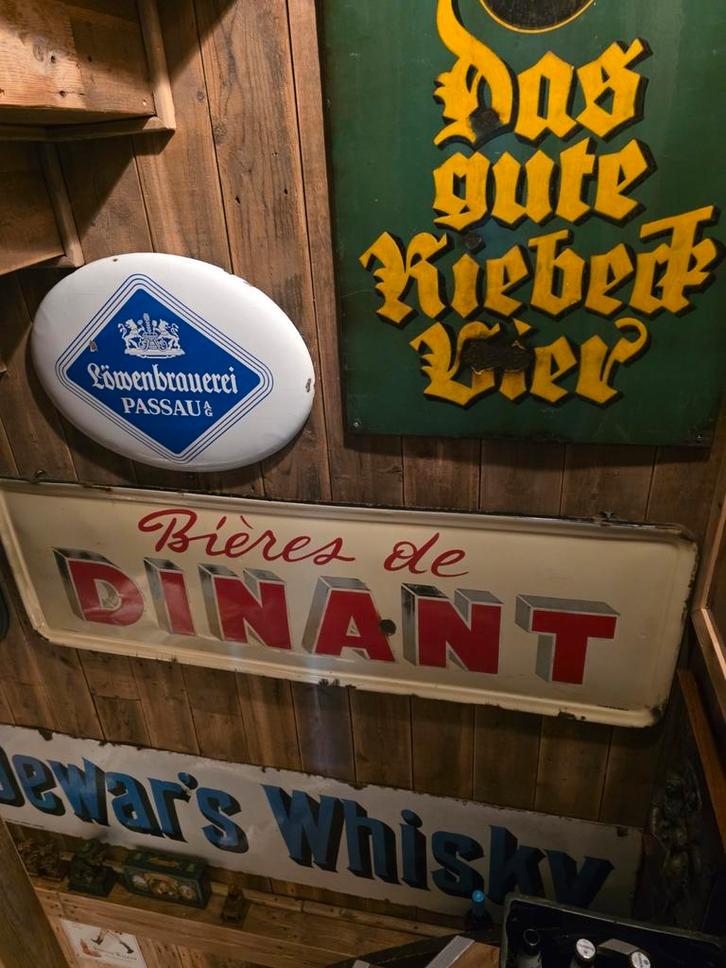 Das
gute
Riebeck
Bier
Löwenbrauerei
PASSAU AG
Bières de
DINANT
Dewar's Whisky